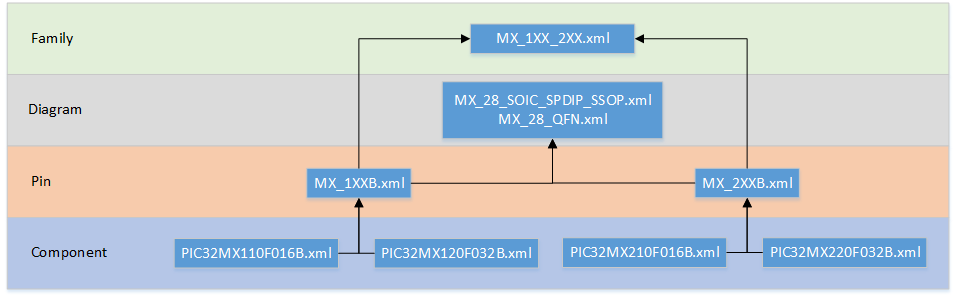 Family
MX_1XX_2XX.xml
Diagram
MX_28_SOIC_SPDIP_SSOP.xml
MX_28_QFN.xml
Pin
MX_1XXB.xml
MX_2XXB.xml
Component
PIC32MX110F016B.xml
PIC32MX120F032B.xml
PIC32MX210F016B.xml
PIC32MX220F032B.xml